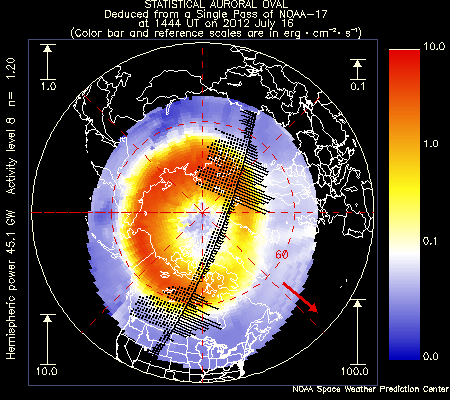 STATISTICAL AURORAL OVAL
Deduced from a Single Pass of NOAA-17
at 1444 UT on 2012 July 16
(Color bar and reference scales are in erg · cm⁻² · s⁻¹)
Hemispheric power 45.1 GW Activity level 8 n= 1.20
1.0
0.1
10.0
1.0
0.1
0.0
60
10.0
100.0
NOAA Space Weather Prediction Center